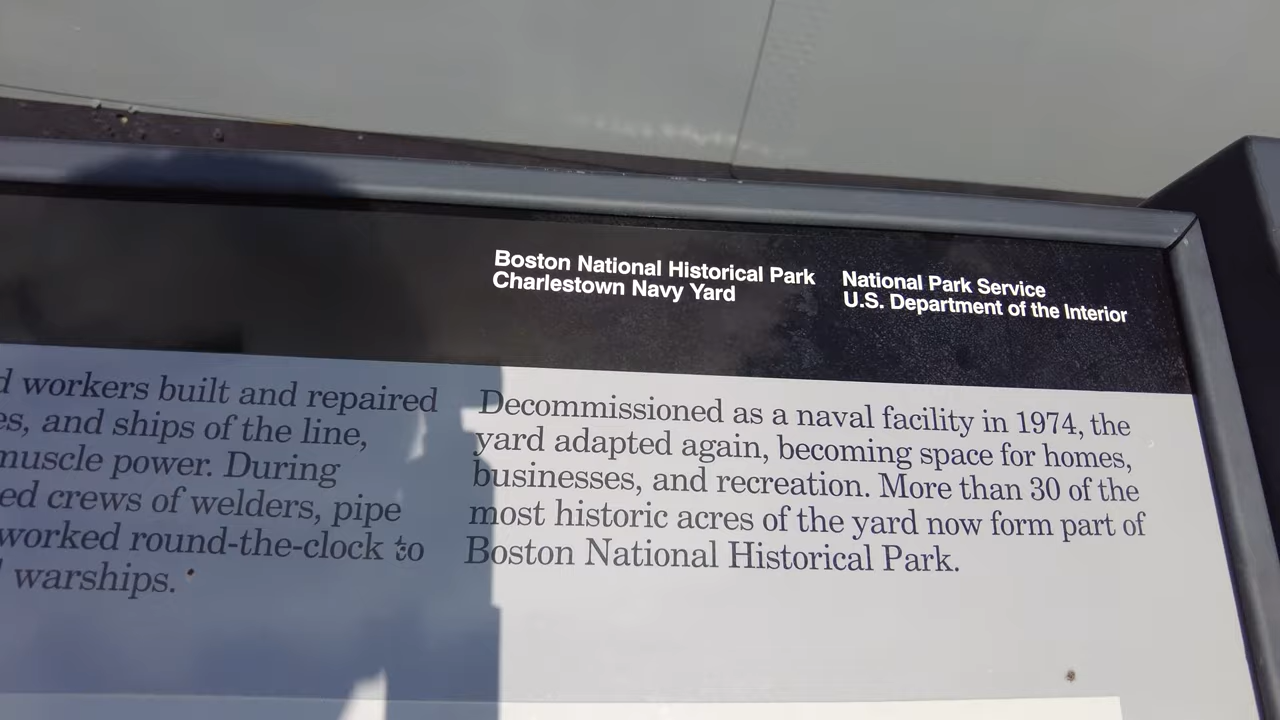 Boston National Historical Park
Charlestown Navy Yard
National Park Service
U.S. Department of the Interior
workers built and repaired
and ships of the line,
muscle power. During
crews of welders, pipe
worked round-the-clock to
warships.
Decommissioned as a naval facility in 1974, the
yard adapted again, becoming space for homes,
businesses, and recreation. More than 30 of the
most historic acres of the yard now form part of
Boston National Historical Park.